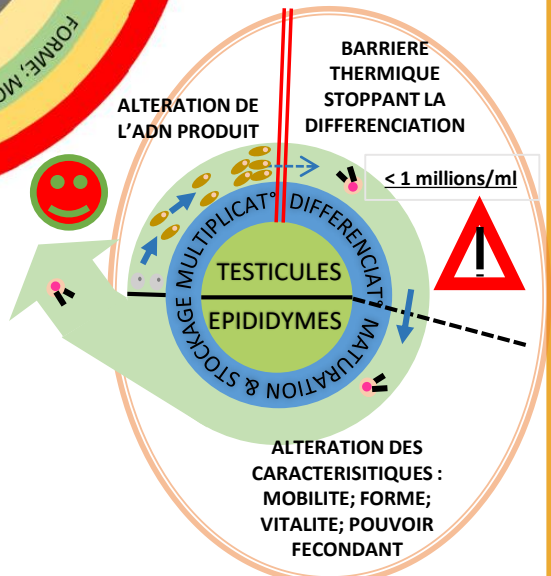 FORME; MO
BARRIERE
THERMIQUE
STOPPANT LA
DIFFERENCIATION
ALTERATION DE
L'ADN PRODUIT
< 1 millions/ml
MULTIPLICAT° DIFFERENCIAT°
MATURATION & STOCKAGE
TESTICULES
EPIDIDYMES
ALTERATION DES
CARACTERISITIQUES :
MOBILITE; FORME;
VITALITE; POUVOIR
FECONDANT